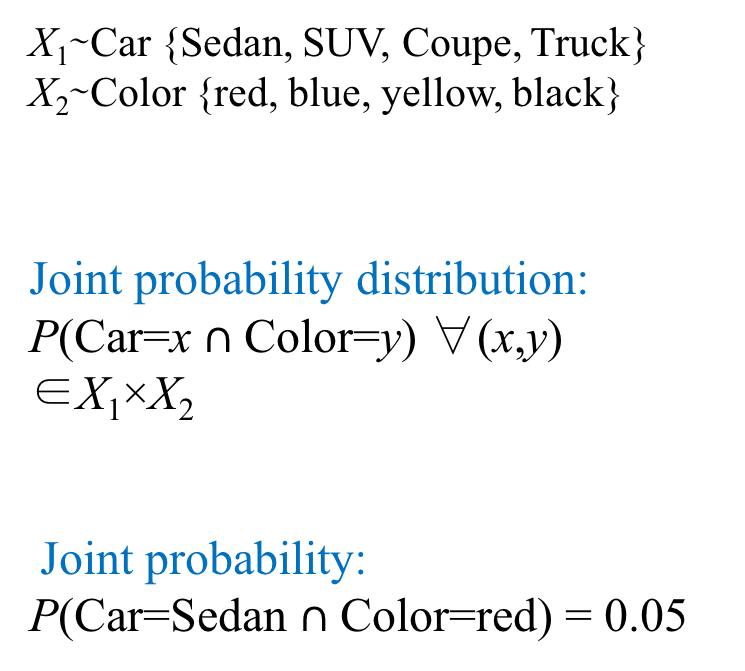 X₁~Car {Sedan, SUV, Coupe, Truck}
X₂~Color {red, blue, yellow, black}
Joint probability distribution:
P(Car=x ∩ Color=y) ∀(x,y)
∈X₁×X₂
Joint probability:
P(Car=Sedan ∩ Color=red) = 0.05